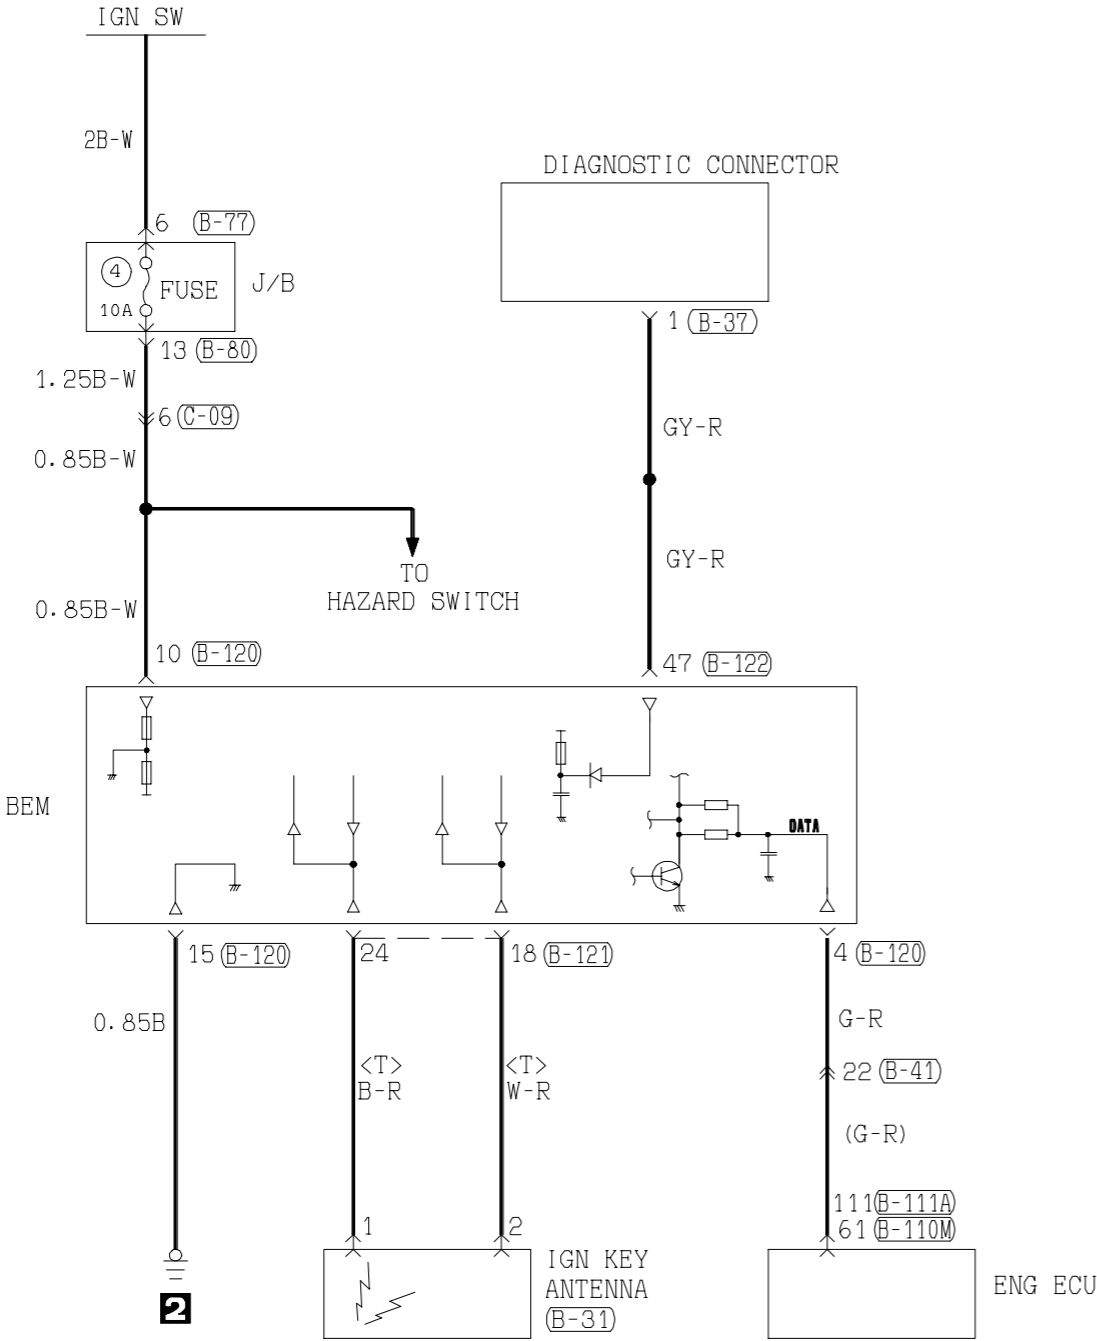 IGN SW
2B-W
DIAGNOSTIC CONNECTOR
6 (B-77)
4
FUSE
J/B
10A
1 (B-37)
13 (B-80)
1.25B-W
6 (C-09)
GY-R
0.85B-W
GY-R
TO
HAZARD SWITCH
0.85B-W
10 (B-120)
47 (B-122)
BEM
DATA
15 (B-120)
24
18 (B-121)
4 (B-120)
0.85B
G-R
<T>
B-R
<T>
W-R
22 (B-41)
(G-R)
111 (B-111A)
61 (B-110M)
1
2
IGN KEY
ANTENNA
(B-31)
ENG ECU
2